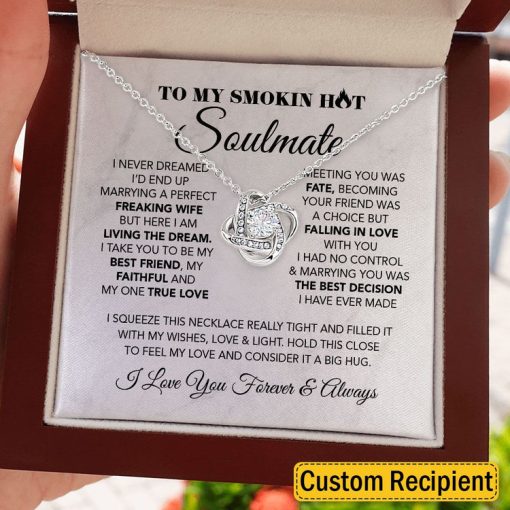 TO MY SMOKIN HOT
Soulmate
I NEVER DREAMED
I'D END UP
MARRYING A PERFECT
FREAKING WIFE
BUT HERE I AM
LIVING THE DREAM.
I TAKE YOU TO BE MY
BEST FRIEND, MY
FAITHFUL AND
MY ONE TRUE LOVE
MEETING YOU WAS
FATE, BECOMING
YOUR FRIEND WAS
A CHOICE BUT
FALLING IN LOVE
WITH YOU
I HAD NO CONTROL
& MARRYING YOU WAS
THE BEST DECISION
I HAVE EVER MADE
I SQUEEZE THIS NECKLACE REALLY TIGHT AND FILLED IT
WITH MY WISHES, LOVE & LIGHT. HOLD THIS CLOSE
TO FEEL MY LOVE AND CONSIDER IT A BIG HUG.
I Love You Forever & Always
Custom Recipient